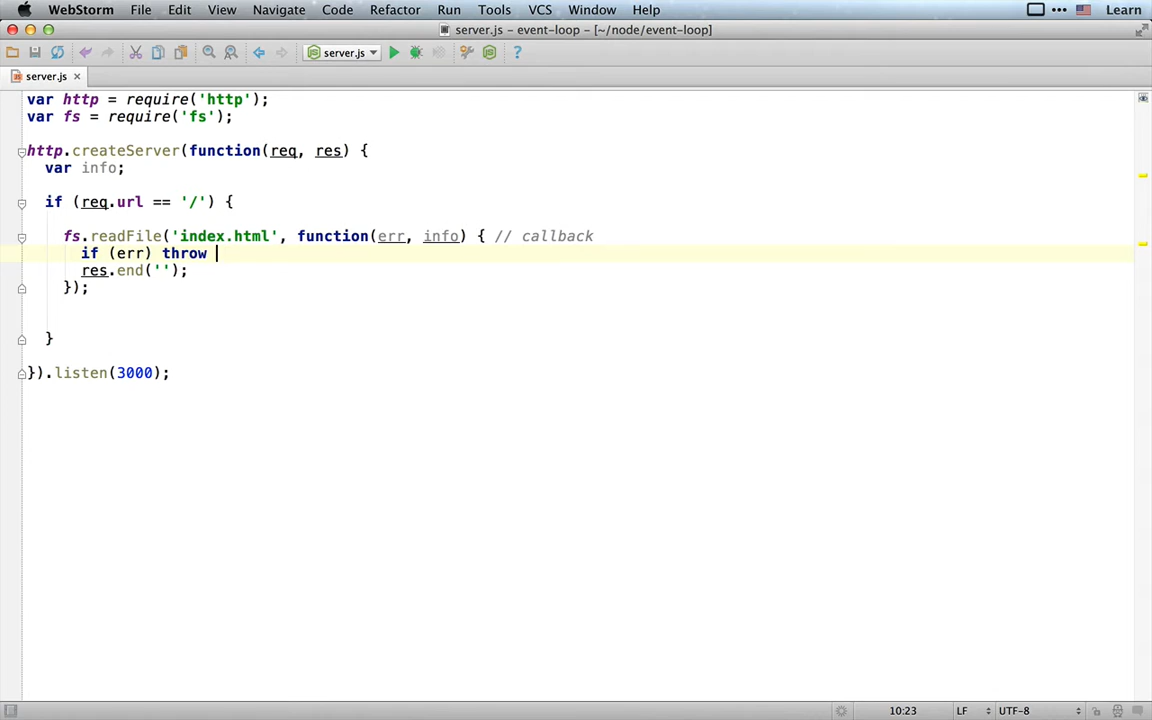 WebStorm File Edit View Navigate Code Refactor Run Tools VCS Window Help Learn
server.js – event-loop – [~/node/event-loop]
server.js
server.js
var http = require('http');
var fs = require('fs');
http.createServer(function(req, res) {
var info;
if (req.url == '/') {
fs.readFile('index.html', function(err, info) { // callback
if (err) throw
res.end('');
});
}
}).listen(3000);
10:23 LF UTF-8